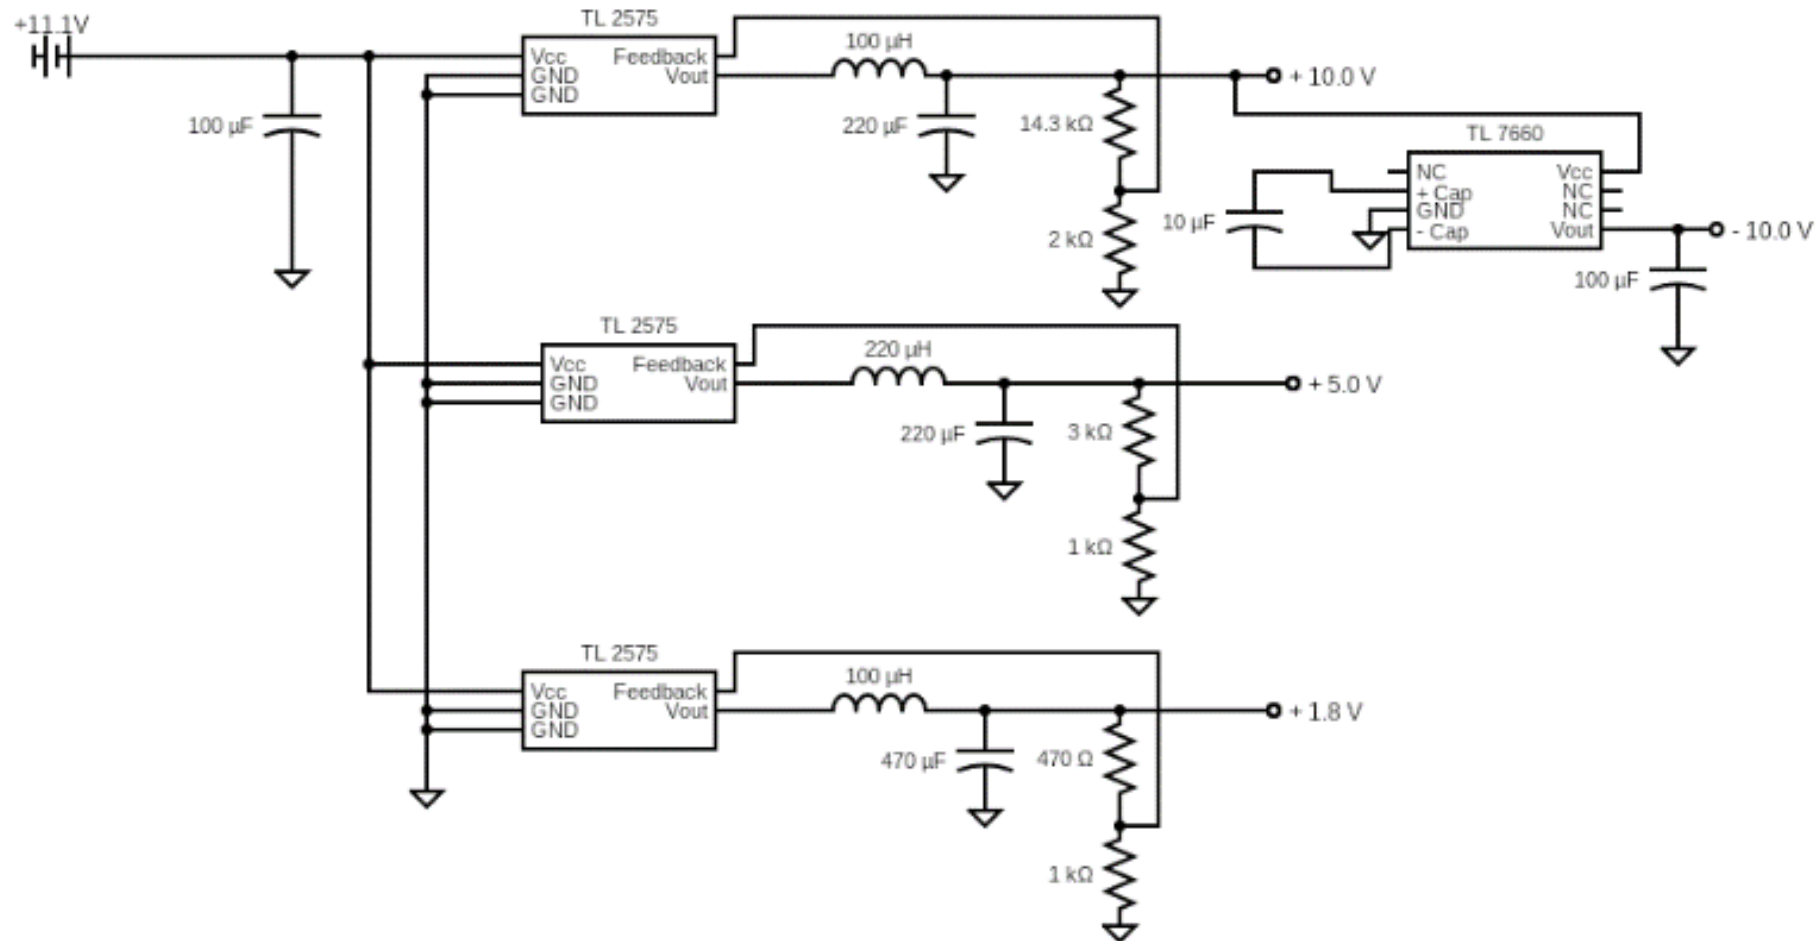 +11.1V
100 µF
TL 2575
Vcc
GND
GND
Feedback
Vout
100 µH
220 µF
14.3 kΩ
2 kΩ
+ 10.0 V
TL 7660
NC
+ Cap
GND
- Cap
Vcc
NC
NC
Vout
10 µF
- 10.0 V
100 µF
TL 2575
Vcc
GND
GND
Feedback
Vout
220 µH
220 µF
3 kΩ
1 kΩ
+ 5.0 V
TL 2575
Vcc
GND
GND
Feedback
Vout
100 µH
470 µF
470 Ω
1 kΩ
+ 1.8 V